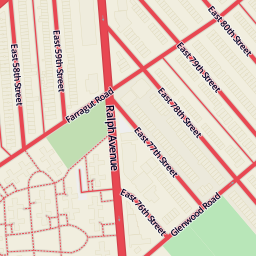 East 80th Street
East 59th Street
East 58th Street
East 79th Street
Farragut Road
East 78th Street
Ralph Avenue
East 77th Street
East 76th Street
Glenwood Road